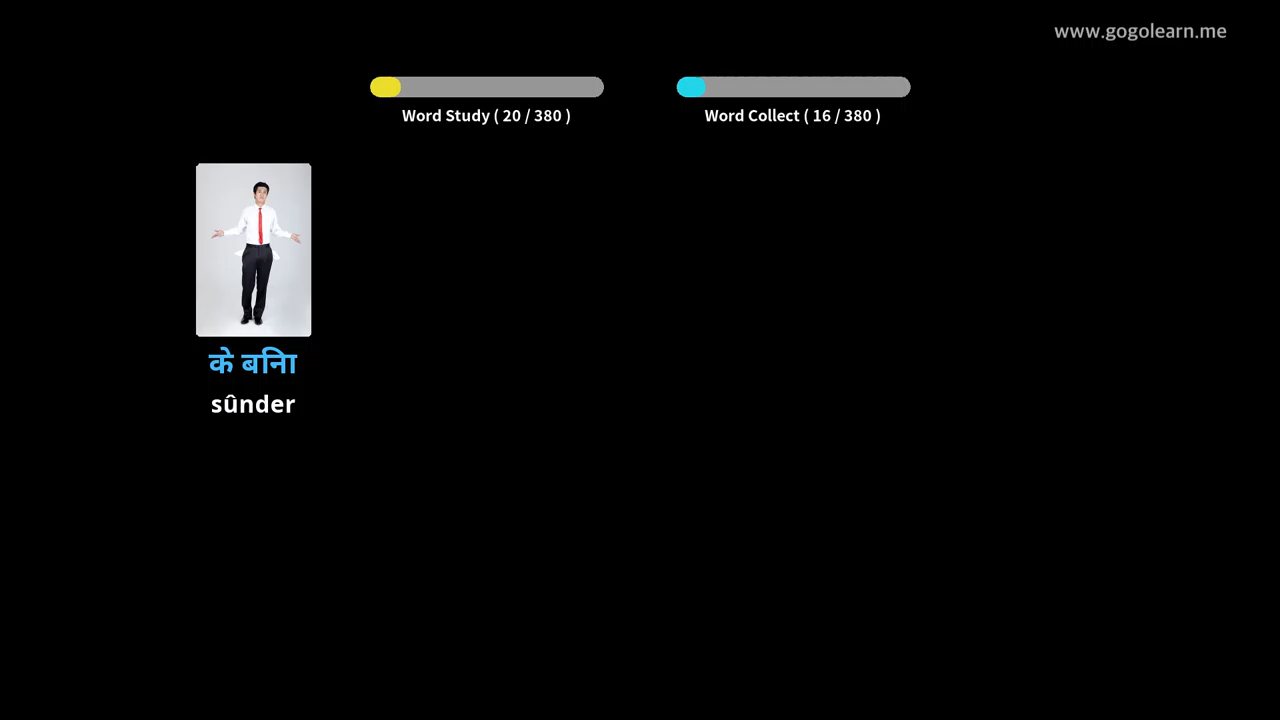 www.gogolearn.me
Word Study ( 20 / 380 )
Word Collect ( 16 / 380 )
के बिना
sûnder